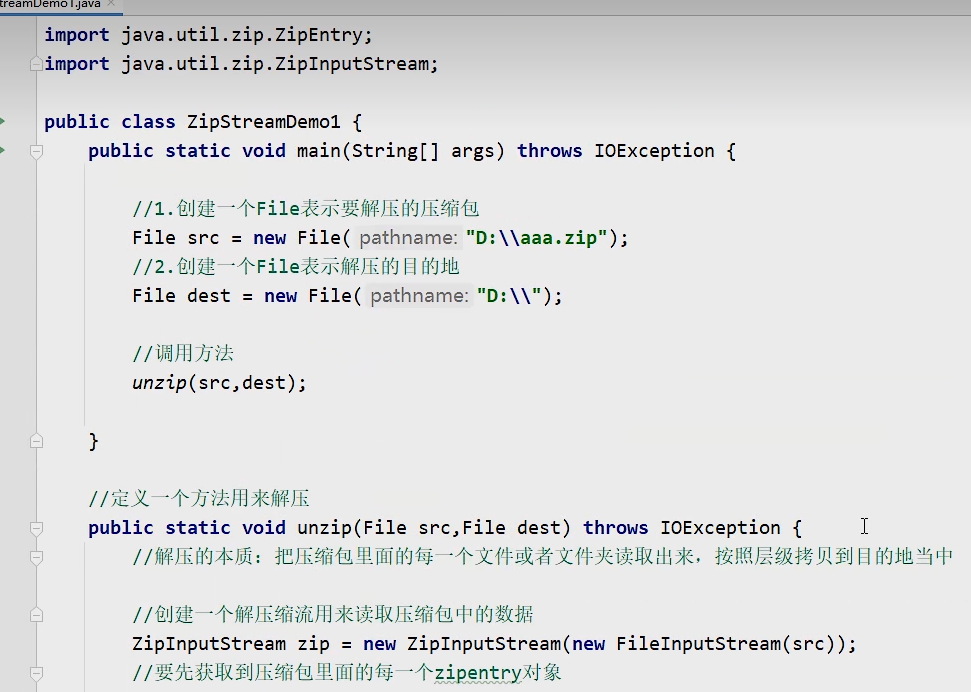 treamDemo1.java ×
import java.util.zip.ZipEntry;
import java.util.zip.ZipInputStream;
public class ZipStreamDemo1 {
public static void main(String[] args) throws IOException {
//1.创建一个File表示要解压的压缩包
File src = new File( pathname: "D:\\aaa.zip");
//2.创建一个File表示解压的目的地
File dest = new File( pathname: "D:\\");
//调用方法
unzip(src,dest);
}
//定义一个方法用来解压
public static void unzip(File src,File dest) throws IOException {
//解压的本质：把压缩包里面的每一个文件或者文件夹读取出来，按照层级拷贝到目的地当中
//创建一个解压缩流用来读取压缩包中的数据
ZipInputStream zip = new ZipInputStream(new FileInputStream(src));
//要先获取到压缩包里面的每一个zipentry对象